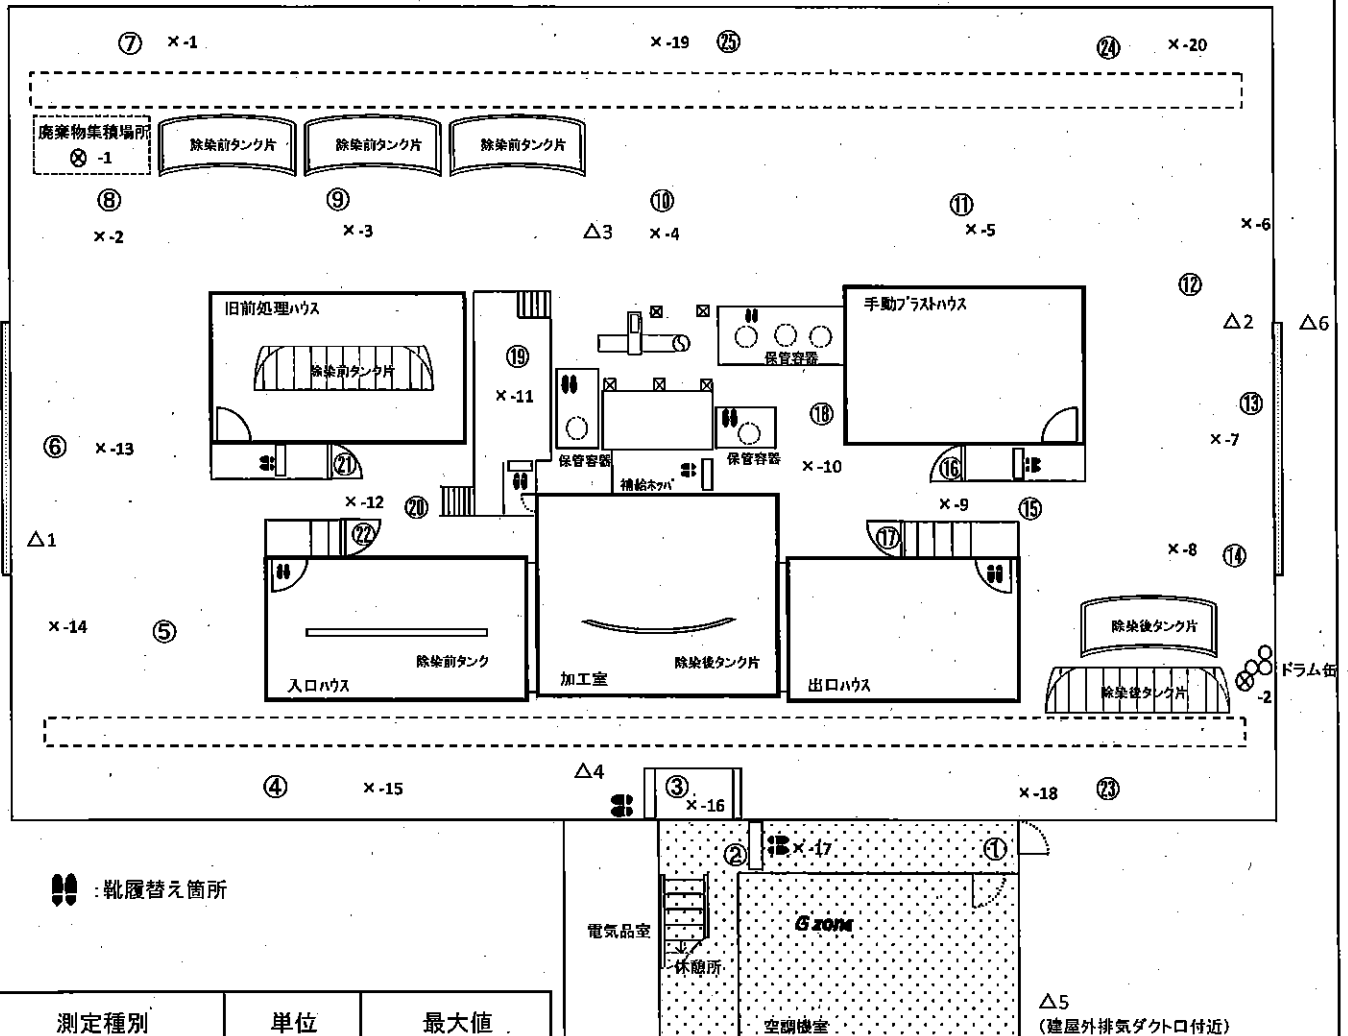 ⑦ ×-1 ×-19 ㉕ ㉔ ×-20
廃棄物集積場所
⊗ -1
除染前タンク片 除染前タンク片 除染前タンク片
⑧ ⑨ ⑩ ⑪
×-2 ×-3 △3 ×-4 ×-5 ×-6
⑫
旧前処理ハウス
手動ブラストハウス
△2 △6
保管容器
⑲
除染前タンク片
×-11
⑱ ⑬
⑥ ×-13
×-7
㉑
保管容器
保管容器
×-10
⑯
補給ホッパ
×-12 ⑳
×-9 ⑮
△1
㉒ ⑰
×-8 ⑭
×-14 ⑤
除染後タンク片
除染前タンク
除染後タンク片
入口ハウス
加工室
出口ハウス
ドラム缶
除染後タンク片
⊗ -2
④ ×-15 △4 ③ ×-16 ×-18 ㉓
② ×-17 ①
:靴履替え箇所
G zone
電気品室
休憩所
測定種別 単位 最大値
空調機室
△5
(建屋外排気ダクト口付近)